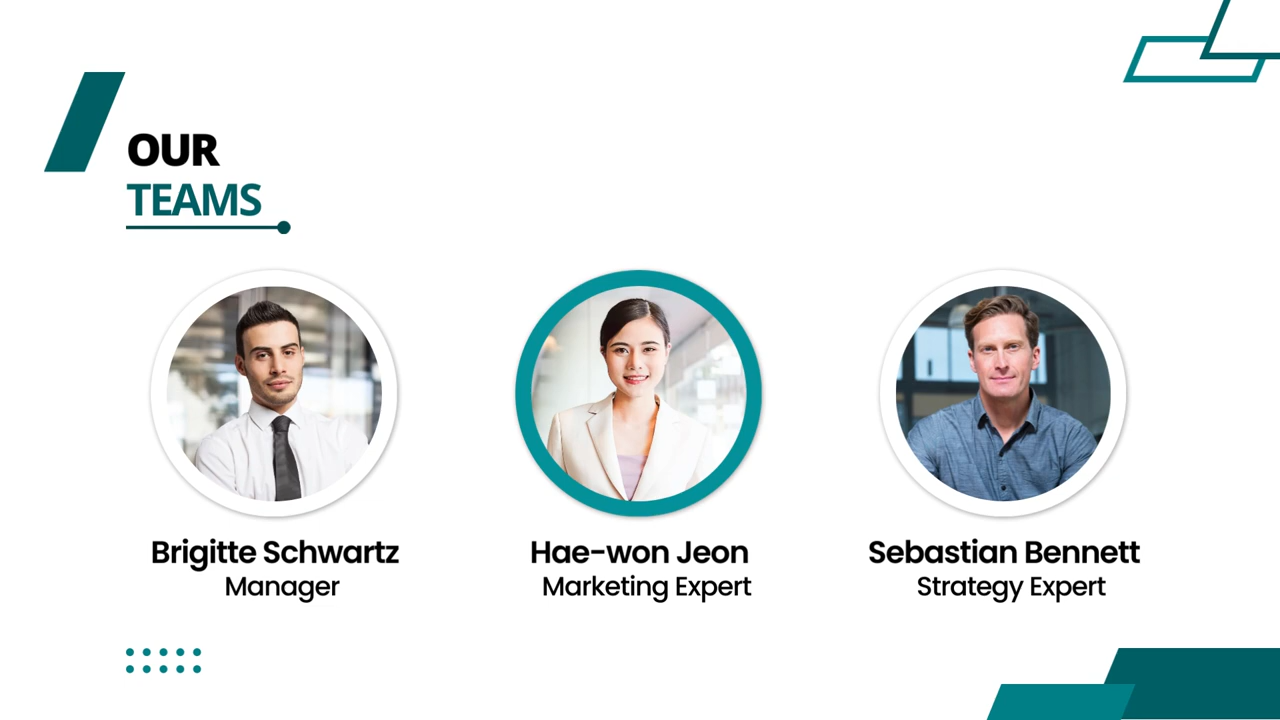 OUR
TEAMS
Brigitte Schwartz
Manager
Hae-won Jeon
Marketing Expert
Sebastian Bennett
Strategy Expert